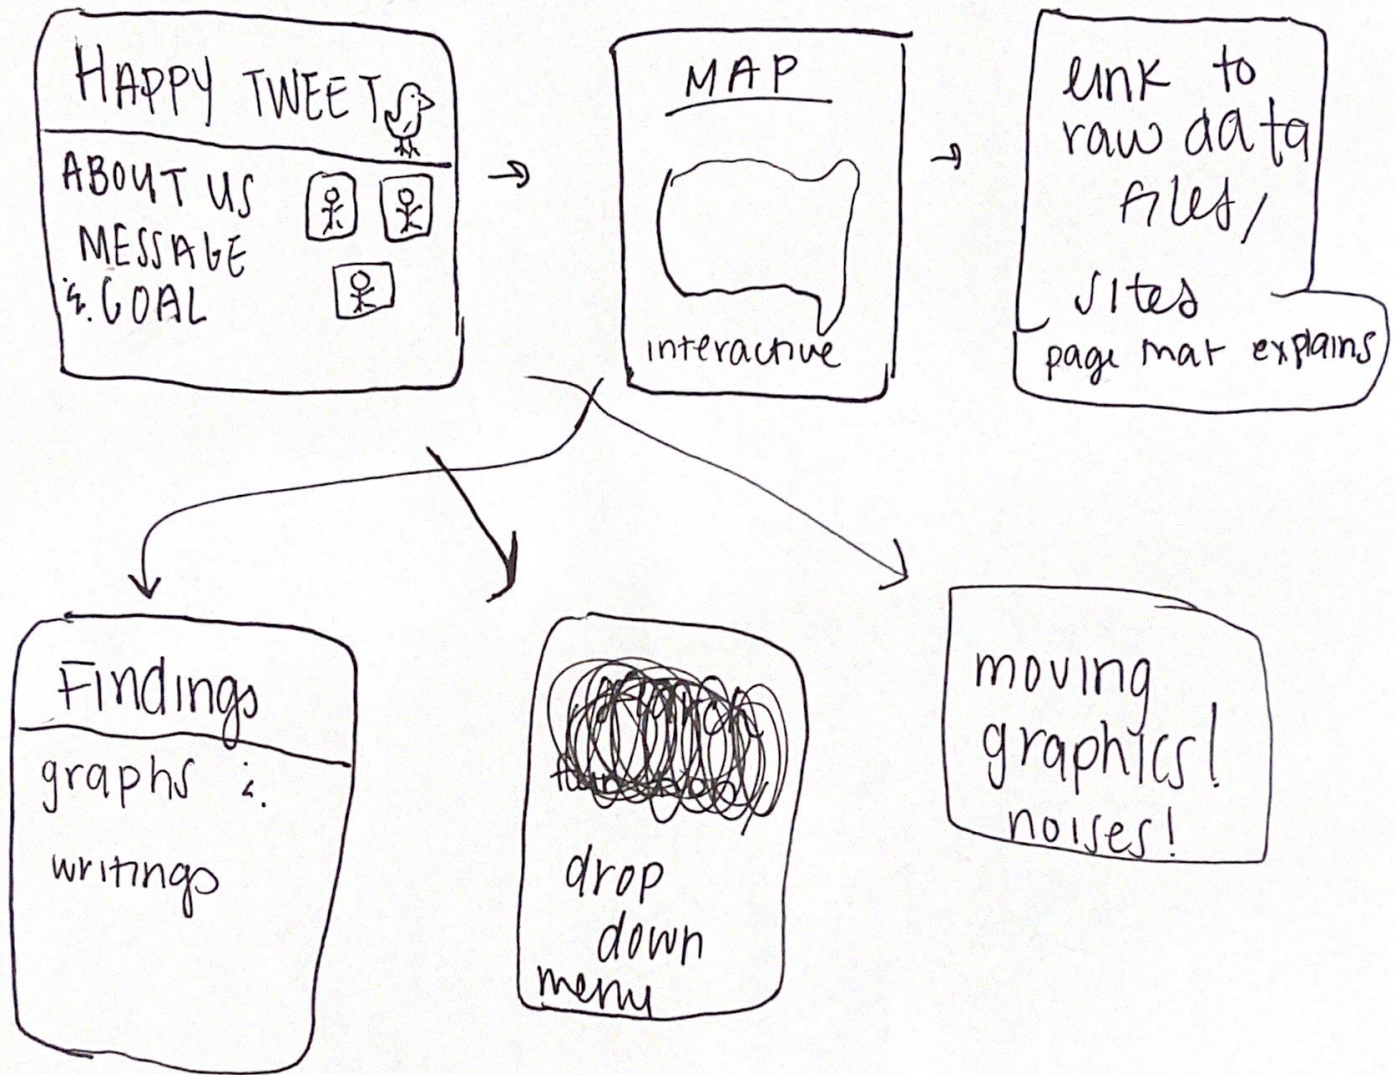 HAPPY TWEET
ABOUT US
MESSAGE
& GOAL
MAP
interactive
link to
raw data
files/
sites
page that explains
Findings
graphs &
writings
drop
down
menu
moving
graphics!
noises!